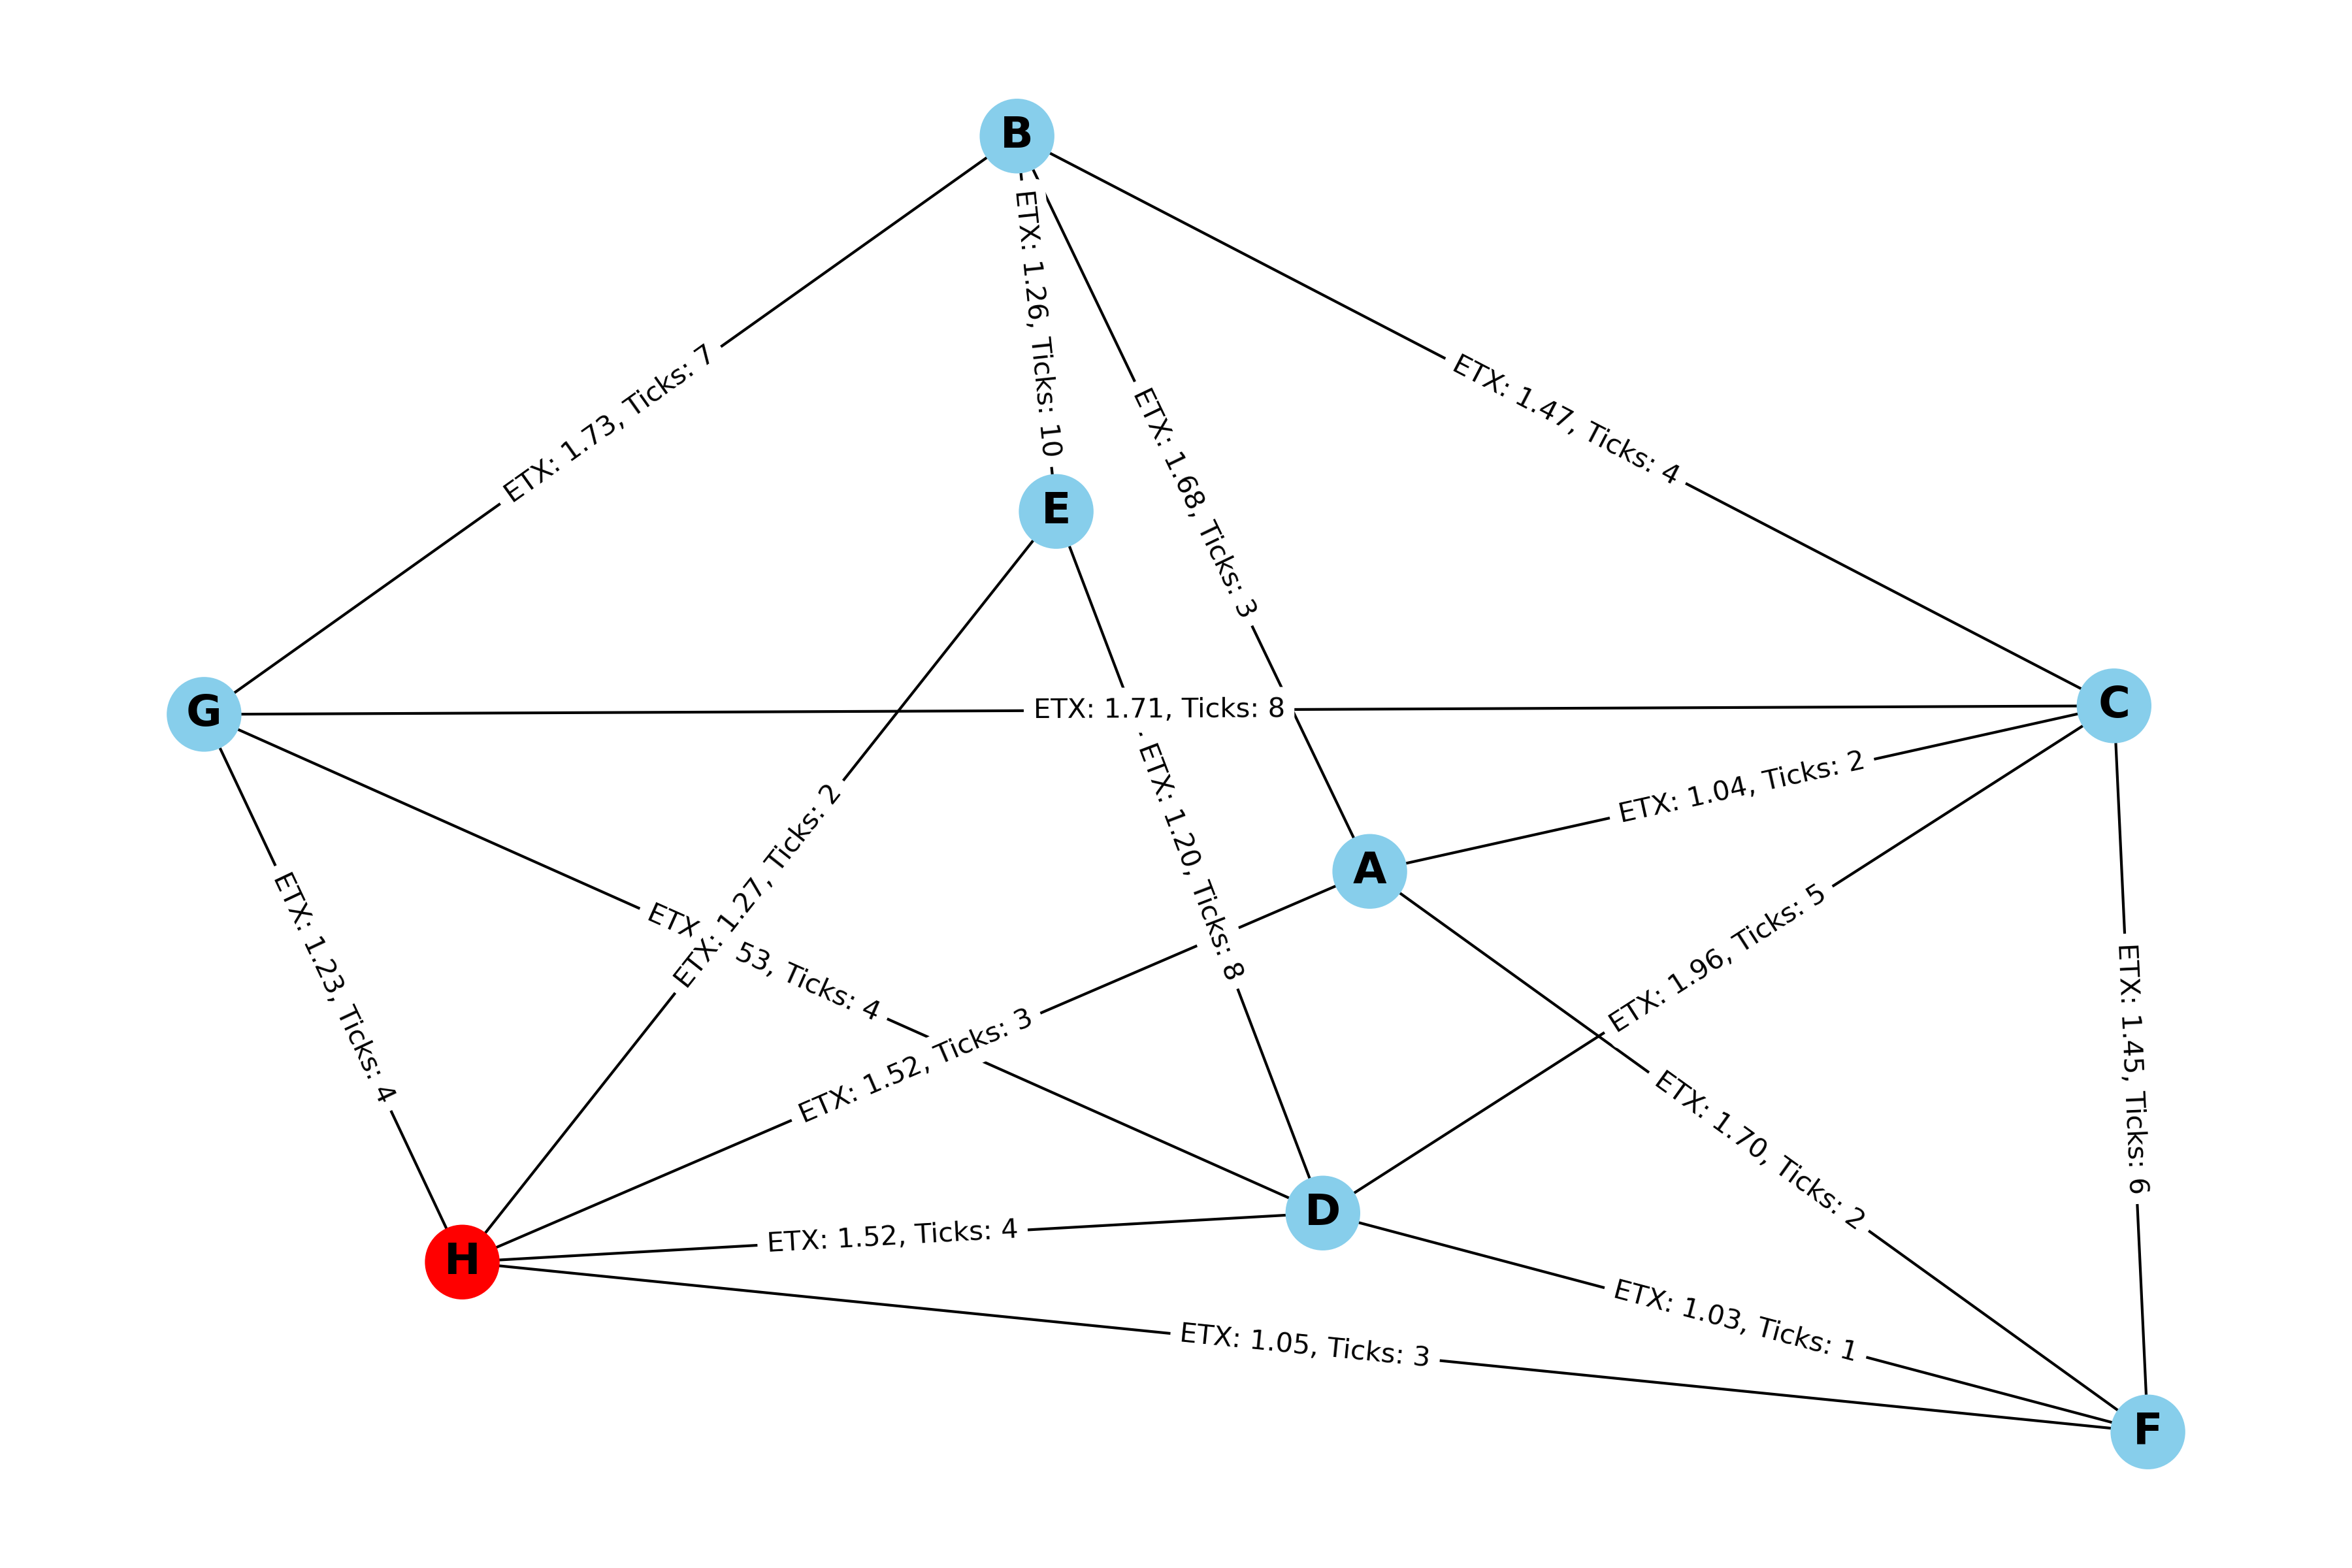 B
ETX: 1.26, Ticks: 10
ETX: 1.73, Ticks: 7
ETX: 1.68, Ticks: 3
ETX: 1.47, Ticks: 4
E
G
ETX: 1.71, Ticks: 8
C
ETX: 1.04, Ticks: 2
ETX: 1.27, Ticks: 2
ETX: 1.20, Ticks: 8
A
ETX: 1.23, Ticks: 4
ETX 53, Ticks: 4
ETX: 1.96, Ticks: 5
ETX: 1.52, Ticks: 3
ETX: 1.45, Ticks: 6
ETX: 1.70, Ticks: 2
D
ETX: 1.52, Ticks: 4
H
ETX: 1.03, Ticks: 1
ETX: 1.05, Ticks: 3
F